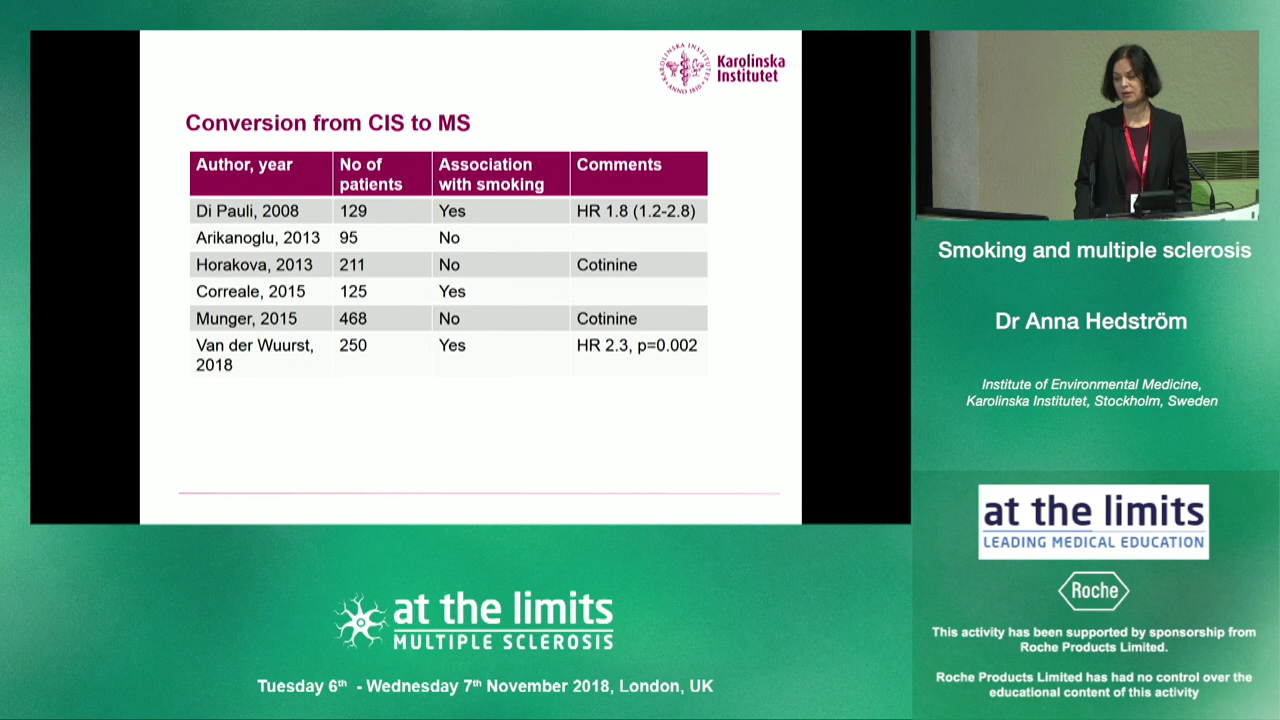 KAROLINSKA INSTITUTET
ANNO 1810
Karolinska
Institutet
Conversion from CIS to MS
Author, year
No of
patients
Association
with smoking
Comments
Di Pauli, 2008 129 Yes HR 1.8 (1.2-2.8)
Arikanoglu, 2013 95 No
Horakova, 2013 211 No Cotinine
Correale, 2015 125 Yes
Munger, 2015 468 No Cotinine
Van der Wuurst,
2018
250 Yes HR 2.3, p=0.002
Smoking and multiple sclerosis
Dr Anna Hedström
Institute of Environmental Medicine,
Karolinska Institutet, Stockholm, Sweden
at the limits
LEADING MEDICAL EDUCATION
Roche
This activity has been supported by sponsorship from
Roche Products Limited.
Roche Products Limited has had no control over the
educational content of this activity
at the limits
MULTIPLE SCLEROSIS
Tuesday 6th - Wednesday 7th November 2018, London, UK